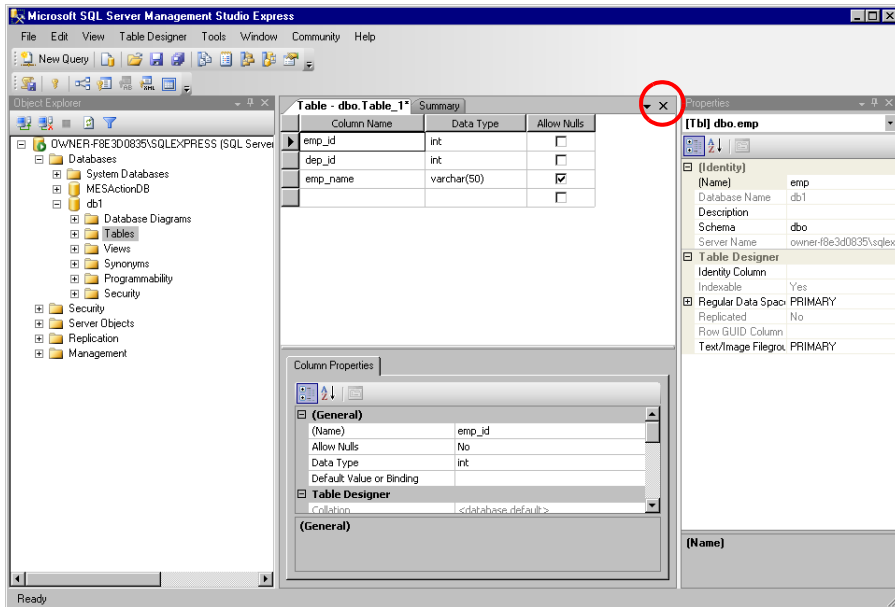 Microsoft SQL Server Management Studio Express
File Edit View Table Designer Tools Window Community Help
New Query
Object Explorer
OWNER-F8E3D0835\SQLEXPRESS (SQL Server
Databases
System Databases
MESActionDB
db1
Database Diagrams
Tables
Views
Synonyms
Programmability
Security
Security
Server Objects
Replication
Management
Table - dbo.Table_1* Summary
Column Name Data Type Allow Nulls
emp_id int
dep_id int
emp_name varchar(50)
Column Properties
(General)
(Name) emp_id
Allow Nulls No
Data Type int
Default Value or Binding
Table Designer
Collation <database default>
(General)
Properties
[Tbl] dbo.emp
(Identity)
(Name) emp
Database Name db1
Description
Schema dbo
Server Name owner-f8e3d0835\sqlex
Table Designer
Identity Column
Indexable Yes
Regular Data Spac PRIMARY
Replicated No
Row GUID Column
Text/Image Filegrou PRIMARY
(Name)
Ready